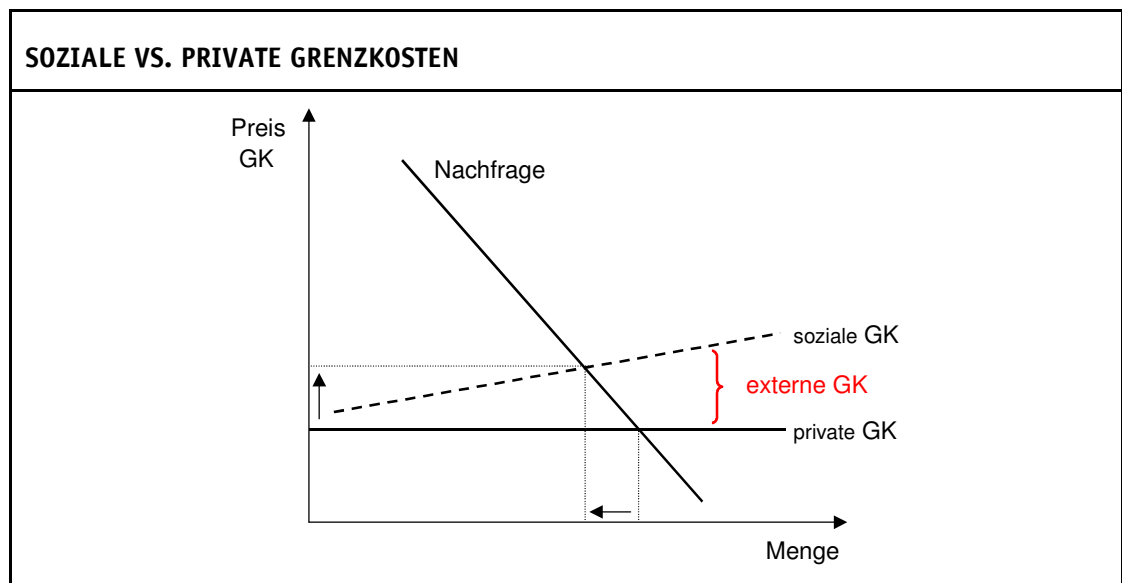 SOZIALE VS. PRIVATE GRENZKOSTEN
Preis
GK
Nachfrage
soziale GK
externe GK
private GK
Menge